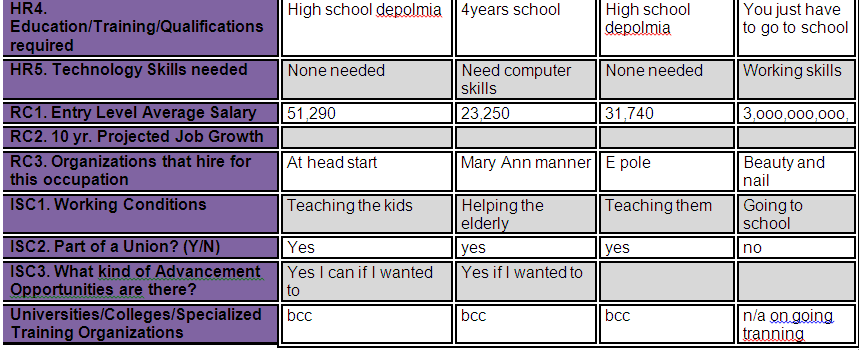 HR4. Education/Training/Qualifications required | High school depolmia | 4years school | High school depolmia | You just have to go to school
HR5. Technology Skills needed | None needed | Need computer skills | None needed | Working skills
RC1. Entry Level Average Salary | 51,290 | 23,250 | 31,740 | 3,ooo,ooo,ooo,
RC2. 10 yr. Projected Job Growth
RC3. Organizations that hire for this occupation | At head start | Mary Ann manner | E pole | Beauty and nail
ISC1. Working Conditions | Teaching the kids | Helping the elderly | Teaching them | Going to school
ISC2. Part of a Union? (Y/N) | Yes | yes | yes | no
ISC3. What kind of Advancement Opportunities are there? | Yes I can if I wanted to | Yes if I wanted to
Universities/Colleges/Specialized Training Organizations | bcc | bcc | bcc | n/a on going tranning